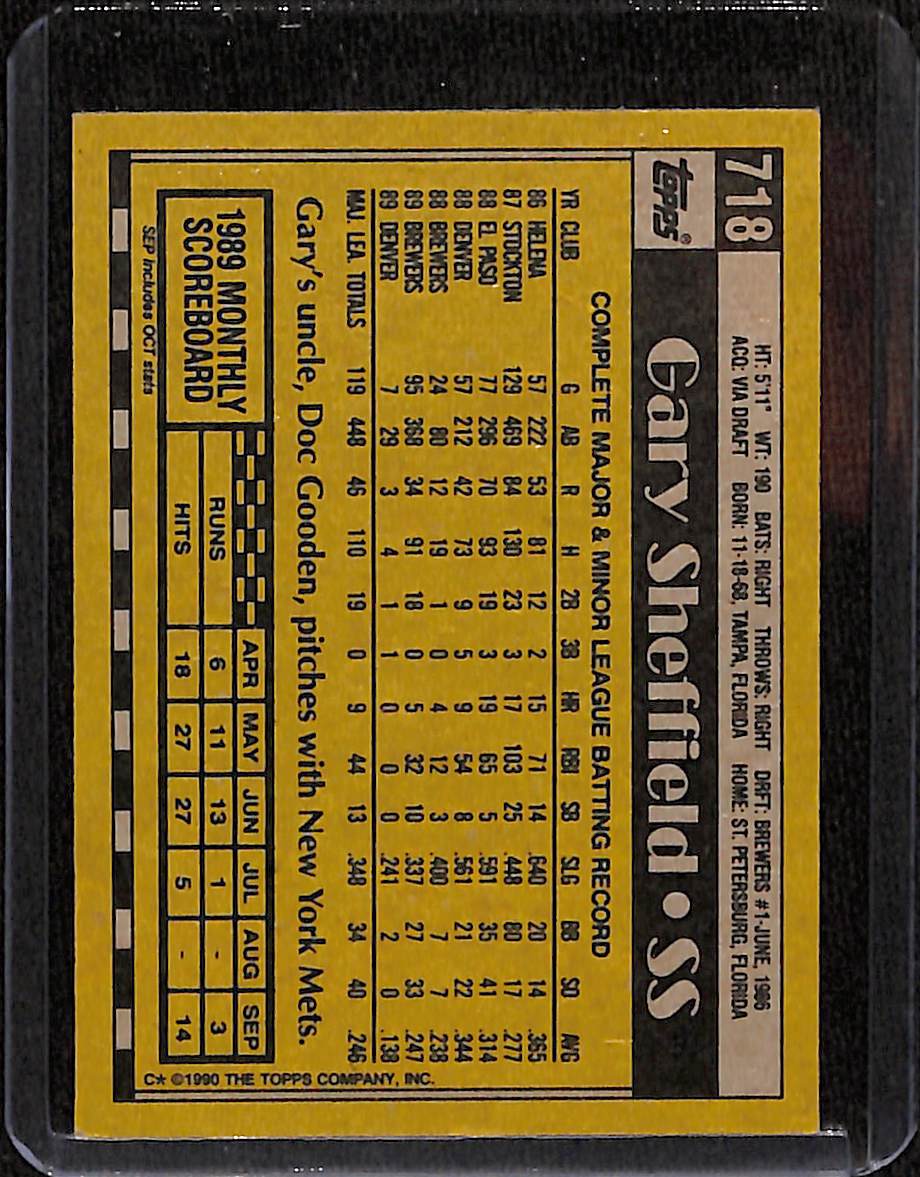 718
HT: 5'11" WT: 190 BATS: RIGHT THROWS: RIGHT DRFT: BREWERS #1-JUNE, 1986
ACQ: VIA DRAFT BORN: 11-18-68, TAMPA, FLORIDA HOME: ST. PETERSBURG, FLORIDA
topps®
Gary Sheffield • SS
COMPLETE MAJOR & MINOR LEAGUE BATTING RECORD
YR CLUB G AB R H 2B 3B HR RBI SB SLG BB SO AVG
86 HELENA 57 222 53 81 12 2 15 71 14 .640 20 14 .365
87 STOCKTON 129 469 84 130 23 3 17 103 25 .448 80 17 .277
88 EL PASO 77 296 70 93 19 3 19 65 5 .591 35 41 .314
88 DENVER 57 212 42 73 9 5 9 54 8 .561 21 22 .344
88 BREWERS 24 80 12 19 1 0 4 12 3 .400 7 7 .238
89 BREWERS 95 368 34 91 18 0 5 32 10 .337 27 33 .247
89 DENVER 7 29 3 4 1 1 0 0 0 .241 2 0 .138
MAJ. LEA. TOTALS 119 448 46 110 19 0 9 44 13 .348 34 40 .246
Gary's uncle, Doc Gooden, pitches with New York Mets.
1989 MONTHLY
SCOREBOARD
APR MAY JUN JUL AUG SEP
RUNS 6 11 13 1 - 3
HITS 18 27 27 5 - 14
SEP includes OCT stats
C* ©1990 THE TOPPS COMPANY, INC.